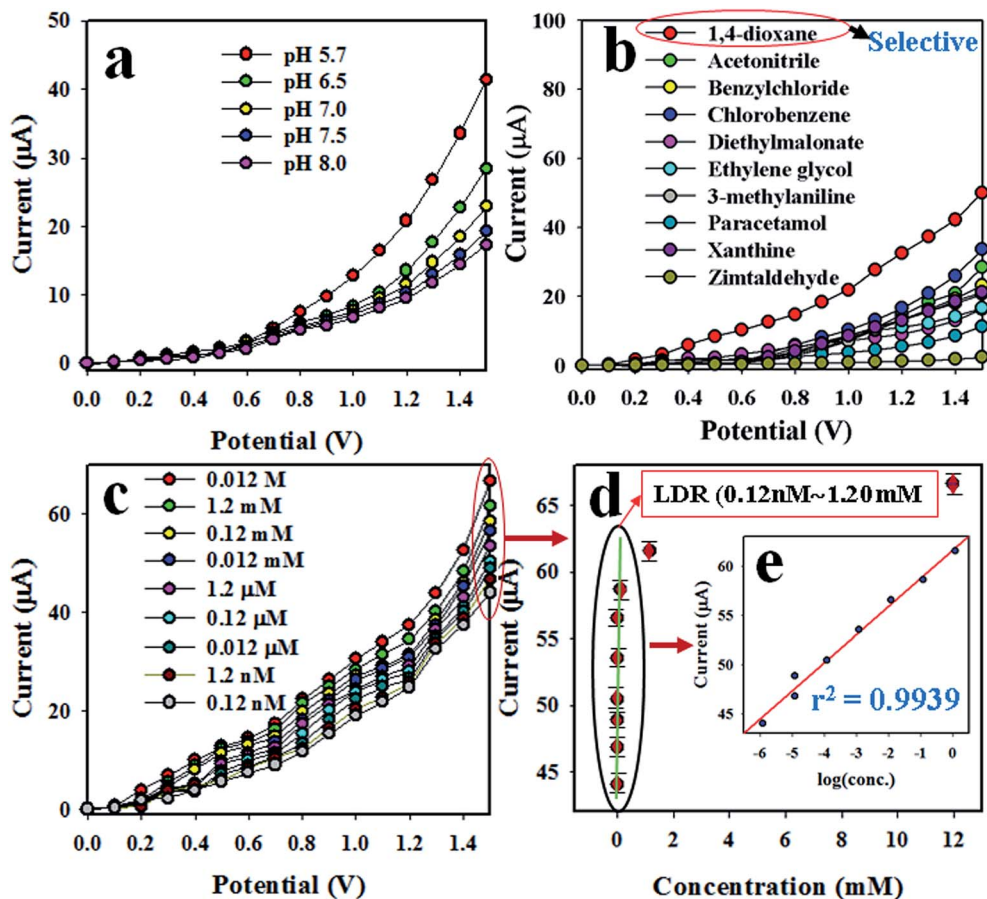 a
pH 5.7
pH 6.5
pH 7.0
pH 7.5
pH 8.0
50
40
30
20
10
0
Current (μA)
0.0 0.2 0.4 0.6 0.8 1.0 1.2 1.4
Potential (V)
b
1,4-dioxane
Selective
Acetonitrile
Benzylchloride
Chlorobenzene
Diethylmalonate
Ethylene glycol
3-methylaniline
Paracetamol
Xanthine
Zimtaldehyde
100
80
60
40
20
0
Current (μA)
0.0 0.2 0.4 0.6 0.8 1.0 1.2 1.4
Potential (V)
c
0.012 M
1.2 mM
0.12 mM
0.012 mM
1.2 μM
0.12 μM
0.012 μM
1.2 nM
0.12 nM
60
40
20
0
Current (μA)
0.0 0.2 0.4 0.6 0.8 1.0 1.2 1.4
Potential (V)
d
LDR (0.12nM~1.20 mM
65
60
55
50
45
Current (μA)
0 2 4 6 8 10 12
Concentration (mM)
e
60
55
50
45
Current (μA)
r² = 0.9939
-6 -5 -4 -3 -2 -1 0
log(conc.)